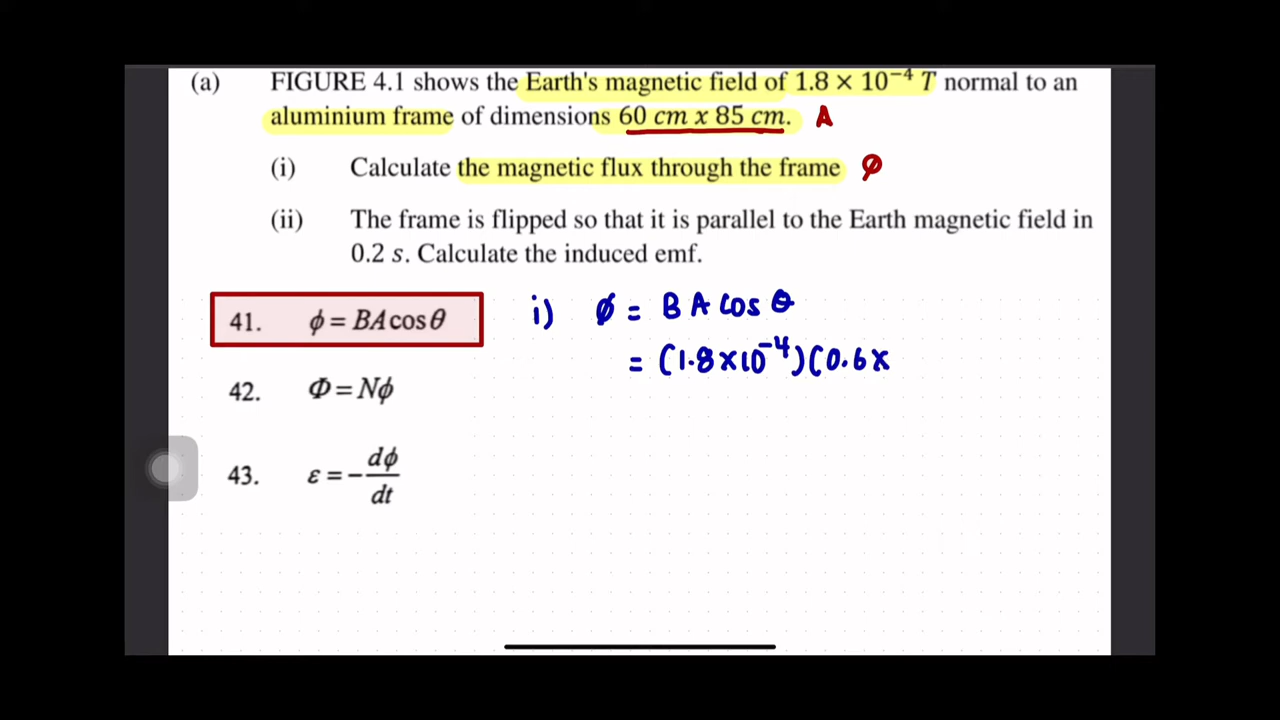 (a) FIGURE 4.1 shows the Earth's magnetic field of 1.8 × 10⁻⁴ T normal to an
aluminium frame of dimensions 60 cm x 85 cm. A
(i) Calculate the magnetic flux through the frame ϕ
(ii) The frame is flipped so that it is parallel to the Earth magnetic field in
0.2 s. Calculate the induced emf.
41. ϕ = BA cos θ
42. Φ = Nϕ
43. ε = − dϕ/dt
i) ϕ = BA cos θ
= (1.8×10⁻⁴)(0.6×